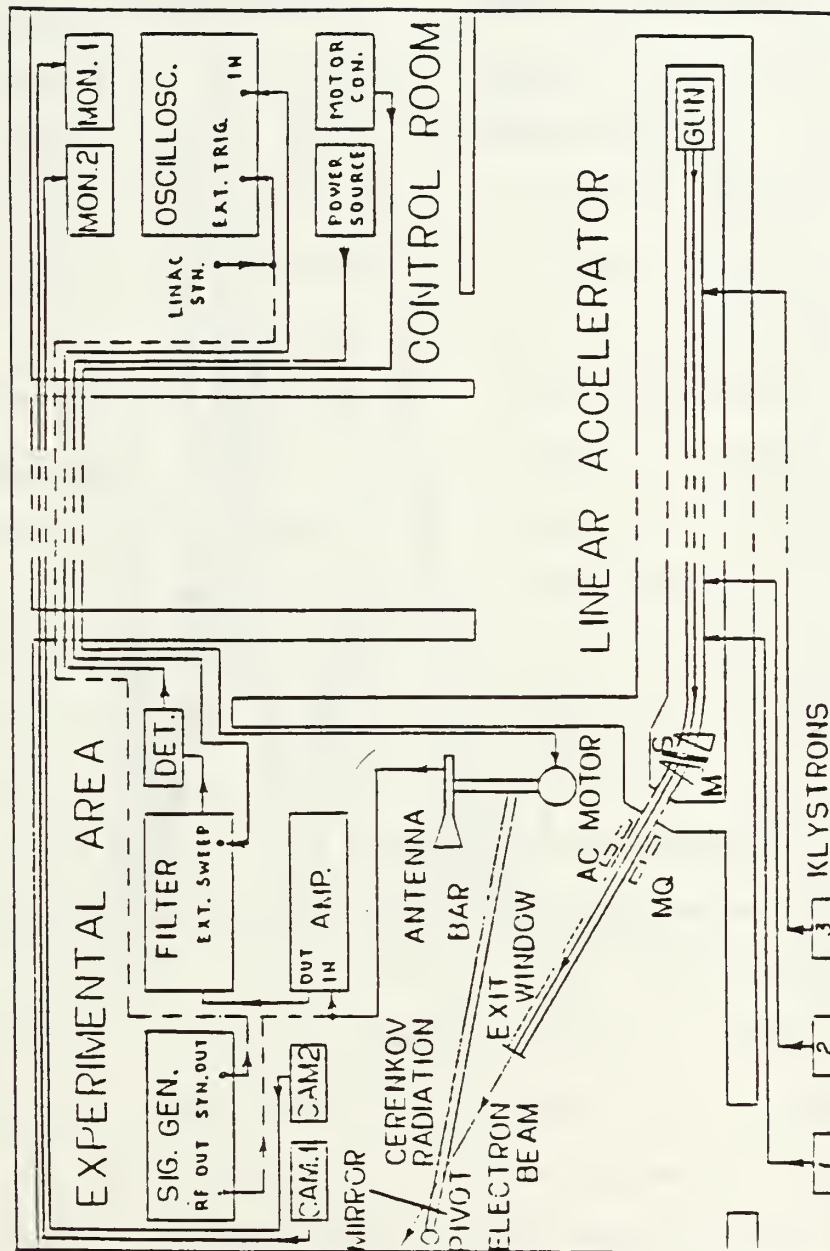 EXPERIMENTAL AREA
SIG. GEN.
RF OUT SYN.OUT
FILTER
EXT. SWEEP
DET.
CAM.1
CAM2
OUT
IN
AMP.
MIRROR
CERENKOV
RADIATION
ANTENNA
BAR
PIVOT
ELECTRON
BEAM
EXIT
WINDOW
AC MOTOR
MQ
M
S
MON.2
MON.1
OSCILLOSC.
EXT. TRIG.
IN
LINAC
SYN.
POWER
SOURCE
MOTOR
CON.
CONTROL ROOM
LINEAR ACCELERATOR
GUN
1
2
3
KLYSTRONS